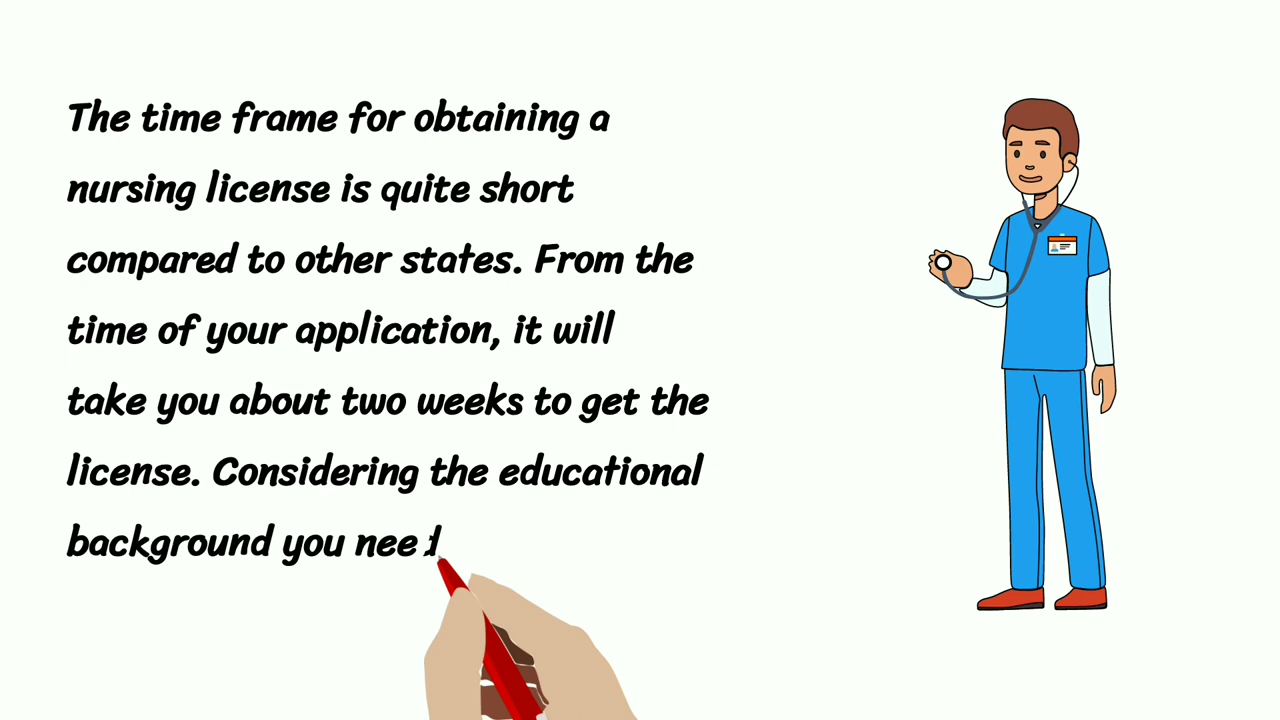 The time frame for obtaining a
nursing license is quite short
compared to other states. From the
time of your application, it will
take you about two weeks to get the
license. Considering the educational
background you need